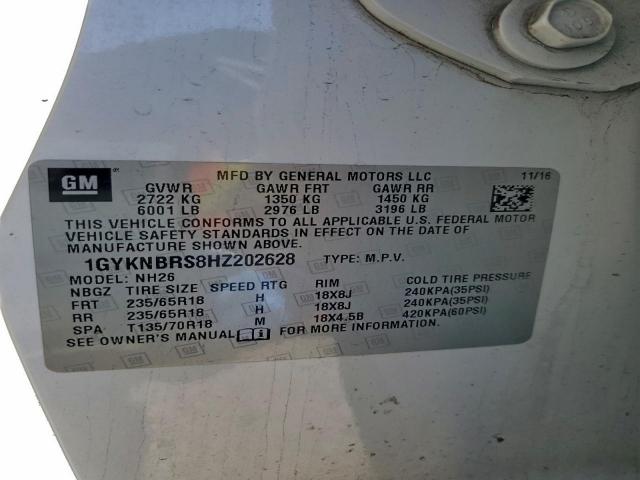 GM
MFD BY GENERAL MOTORS LLC
11/16
GVWR GAWR FRT GAWR RR
2722 KG 1350 KG 1450 KG
6001 LB 2976 LB 3196 LB
THIS VEHICLE CONFORMS TO ALL APPLICABLE U.S. FEDERAL MOTOR
VEHICLE SAFETY STANDARDS IN EFFECT ON THE DATE OF
MANUFACTURE SHOWN ABOVE.
1GYKNBRS8HZ202628 TYPE: M.P.V.
MODEL: NH26
NBGZ TIRE SIZE SPEED RTG RIM COLD TIRE PRESSURE
FRT 235/65R18 H 18X8J 240KPA(35PSI)
RR 235/65R18 H 18X8J 240KPA(35PSI)
SPA T135/70R18 M 18X4.5B 420KPA(60PSI)
SEE OWNER'S MANUAL FOR MORE INFORMATION.